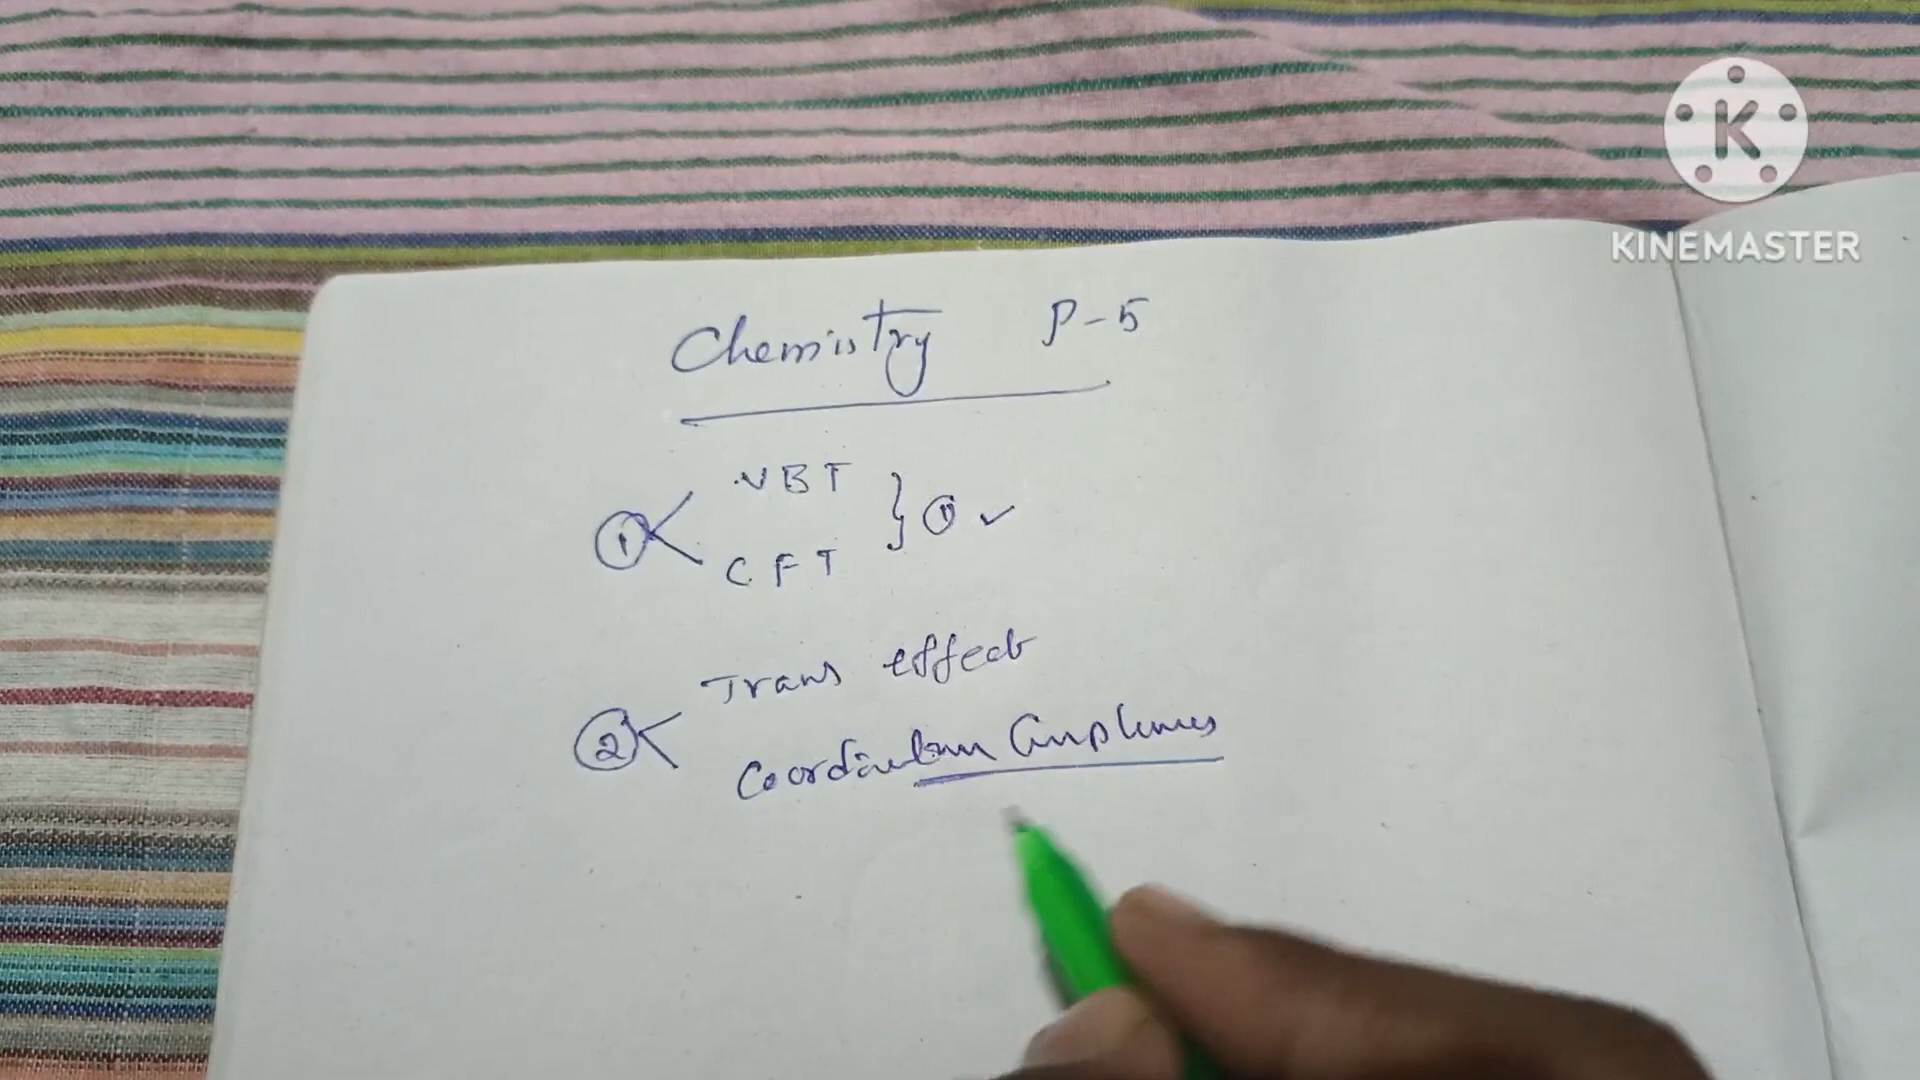 K
KINEMASTER
Chemistry P-5
VBT
① } ① ✓
CFT
Trans effect
②
Coordination Complexes